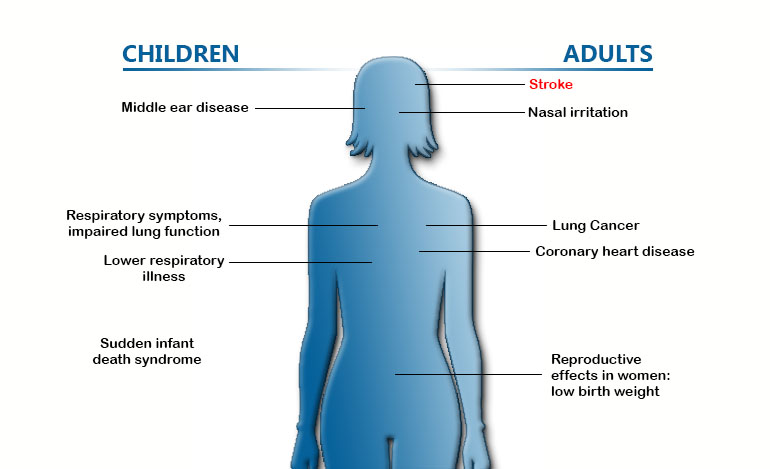 CHILDREN
ADULTS
Stroke
Middle ear disease
Nasal irritation
Respiratory symptoms,
impaired lung function
Lung Cancer
Coronary heart disease
Lower respiratory
illness
Sudden infant
death syndrome
Reproductive
effects in women:
low birth weight